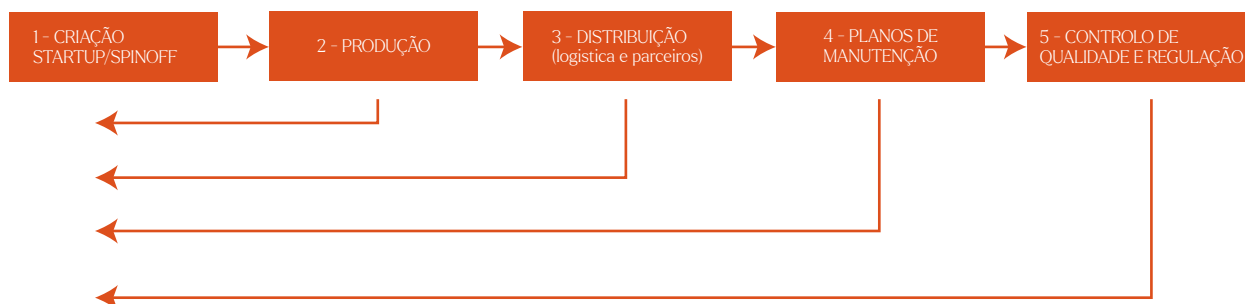 1 - CRIAÇÃO
STARTUP/SPINOFF
2 - PRODUÇÃO
3 - DISTRIBUIÇÃO
(logistica e parceiros)
4 - PLANOS DE
MANUTENÇÃO
5 - CONTROLO DE
QUALIDADE E REGULAÇÃO